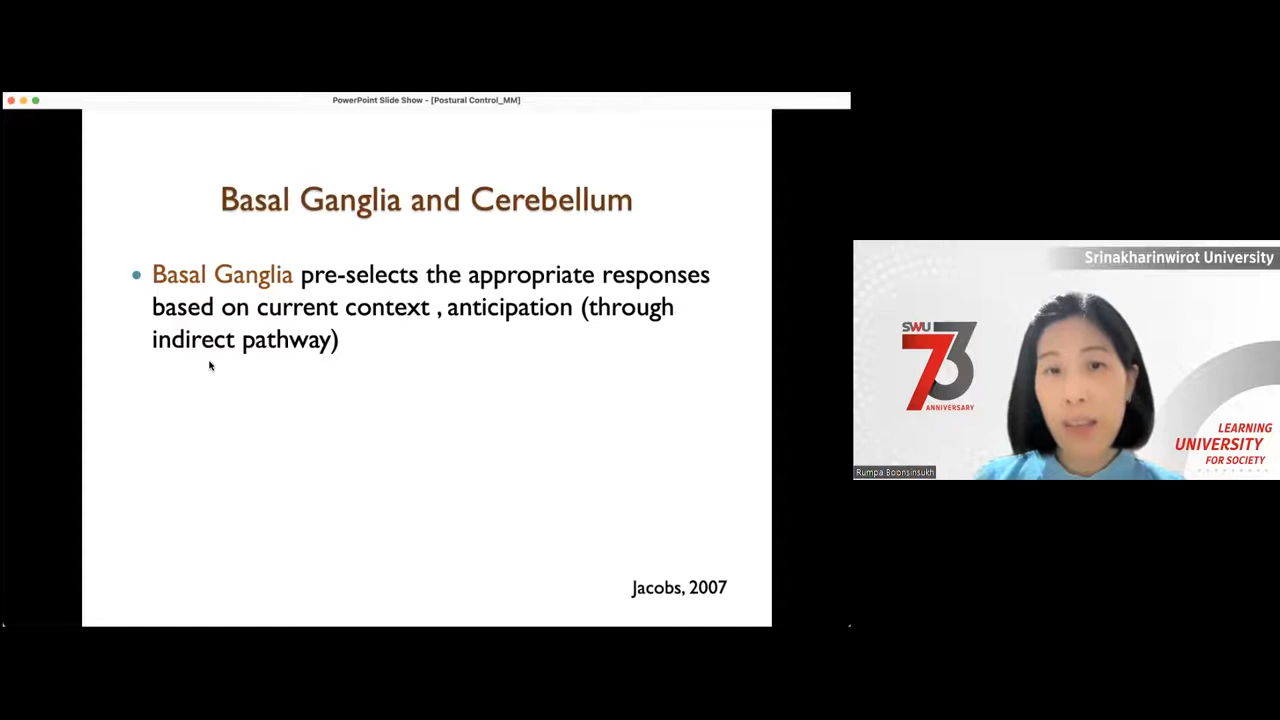 PowerPoint Slide Show - [Postural Control_MM]
Basal Ganglia and Cerebellum
• Basal Ganglia pre-selects the appropriate responses
based on current context , anticipation (through
indirect pathway)
Jacobs, 2007
Srinakharinwirot University
SWU
73
ANNIVERSARY
LEARNING
UNIVERSITY
FOR SOCIETY
Rumpa Boonsinsukh